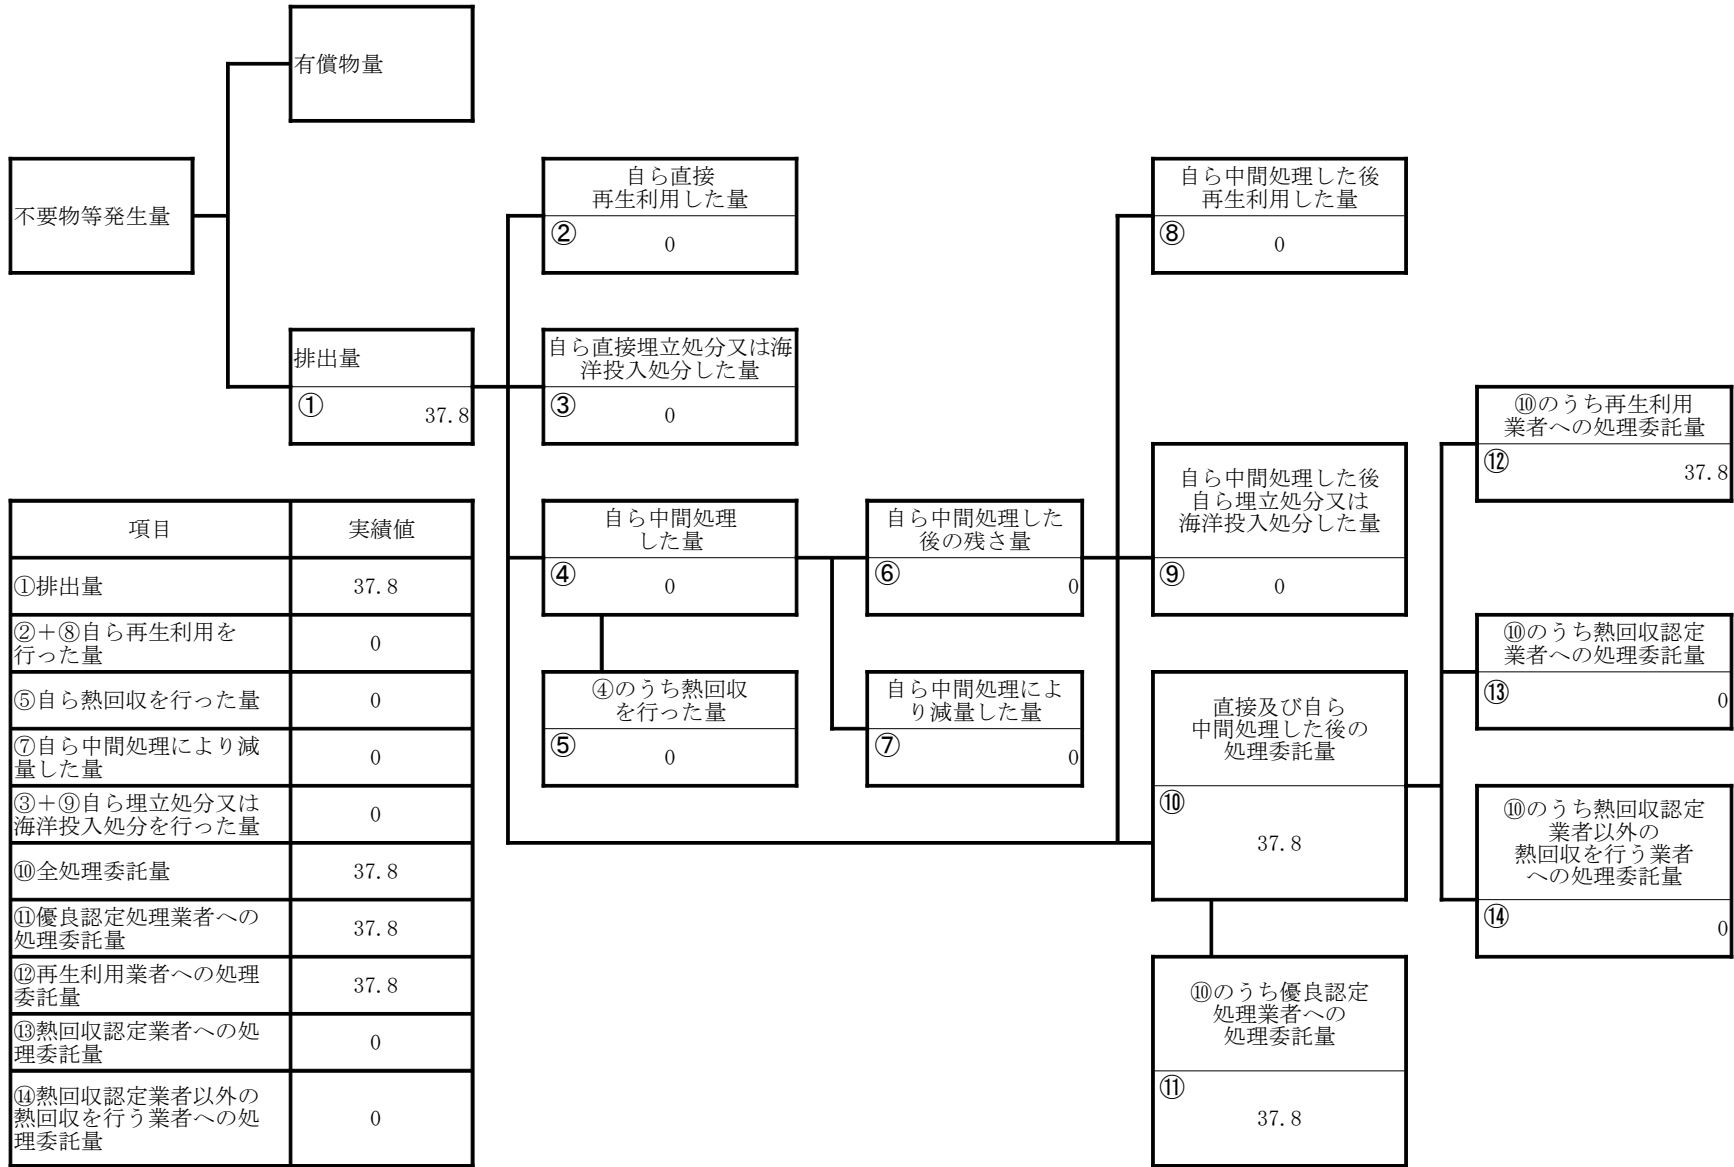 有償物量
不要物等発生量
自ら直接
再生利用した量
②
0
自ら中間処理した後
再生利用した量
⑧
0
排出量
①
37.8
自ら直接埋立処分又は海
洋投入処分した量
③
0
⑩のうち再生利用
業者への処理委託量
⑫
37.8
自ら中間処理
した量
④
0
自ら中間処理した
後の残さ量
⑥
0
自ら中間処理した後
自ら埋立処分又は
海洋投入処分した量
⑨
0
⑩のうち熱回収認定
業者への処理委託量
⑬
0
④のうち熱回収
を行った量
⑤
0
自ら中間処理によ
り減量した量
⑦
0
直接及び自ら
中間処理した後の
処理委託量
⑩
37.8
⑩のうち熱回収認定
業者以外の
熱回収を行う業者
への処理委託量
⑭
0
⑩のうち優良認定
処理業者への
処理委託量
⑪
37.8
項目 実績値
①排出量 37.8
②+⑧自ら再生利用を
行った量 0
⑤自ら熱回収を行った量 0
⑦自ら中間処理により減
量した量 0
③+⑨自ら埋立処分又は
海洋投入処分を行った量 0
⑩全処理委託量 37.8
⑪優良認定処理業者への
処理委託量 37.8
⑫再生利用業者への処理
委託量 37.8
⑬熱回収認定業者への処
理委託量 0
⑭熱回収認定業者以外の
熱回収を行う業者への処
理委託量 0